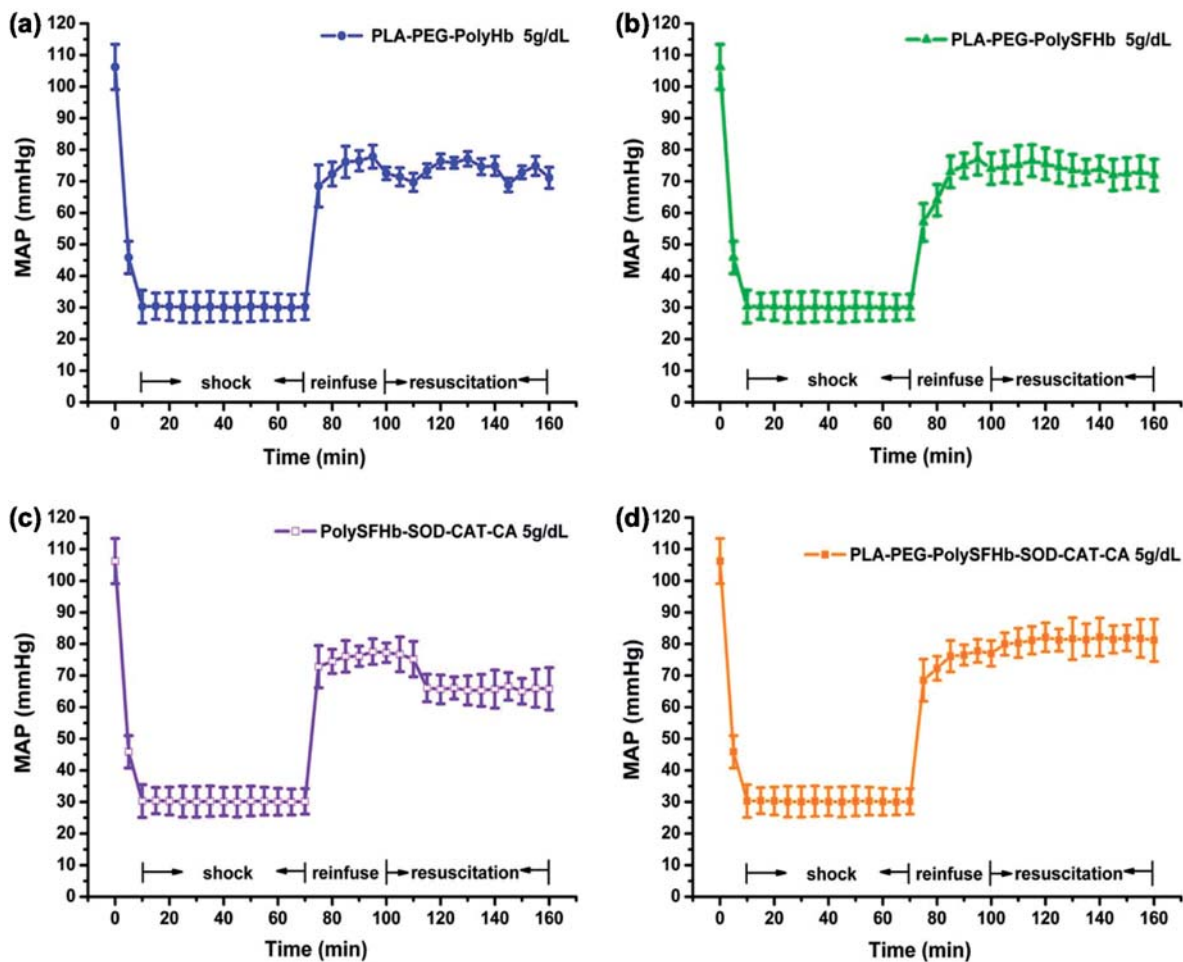 (a)
PLA-PEG-PolyHb 5g/dL
MAP (mmHg)
120
110
100
90
80
70
60
50
40
30
20
10
0
shock
reinfuse
resuscitation
0 20 40 60 80 100 120 140 160
Time (min)
(b)
PLA-PEG-PolySFHb 5g/dL
MAP (mmHg)
120
110
100
90
80
70
60
50
40
30
20
10
0
shock
reinfuse
resuscitation
0 20 40 60 80 100 120 140 160
Time (min)
(c)
PolySFHb-SOD-CAT-CA 5g/dL
MAP (mmHg)
120
110
100
90
80
70
60
50
40
30
20
10
0
shock
reinfuse
resuscitation
0 20 40 60 80 100 120 140 160
Time (min)
(d)
PLA-PEG-PolySFHb-SOD-CAT-CA 5g/dL
MAP (mmHg)
120
110
100
90
80
70
60
50
40
30
20
10
0
shock
reinfuse
resuscitation
0 20 40 60 80 100 120 140 160
Time (min)